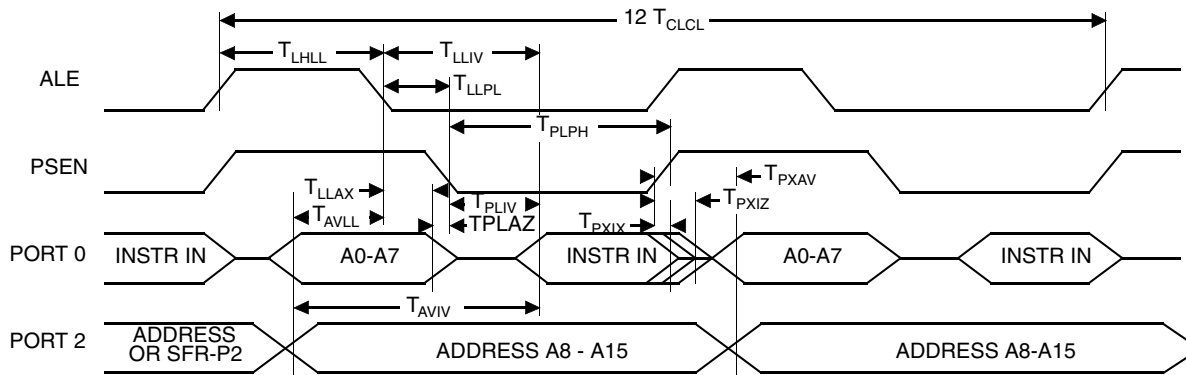 12 TCLCL
TLHLL TLLIV
ALE
TLLPL
TPLPH
PSEN
TLLAX TPXAV
TPLIV TPXIZ
TAVLL TPLAZ TPXIX
PORT 0 INSTR IN A0-A7 INSTR IN A0-A7 INSTR IN
TAVIV
PORT 2 ADDRESS OR SFR-P2 ADDRESS A8 - A15 ADDRESS A8-A15